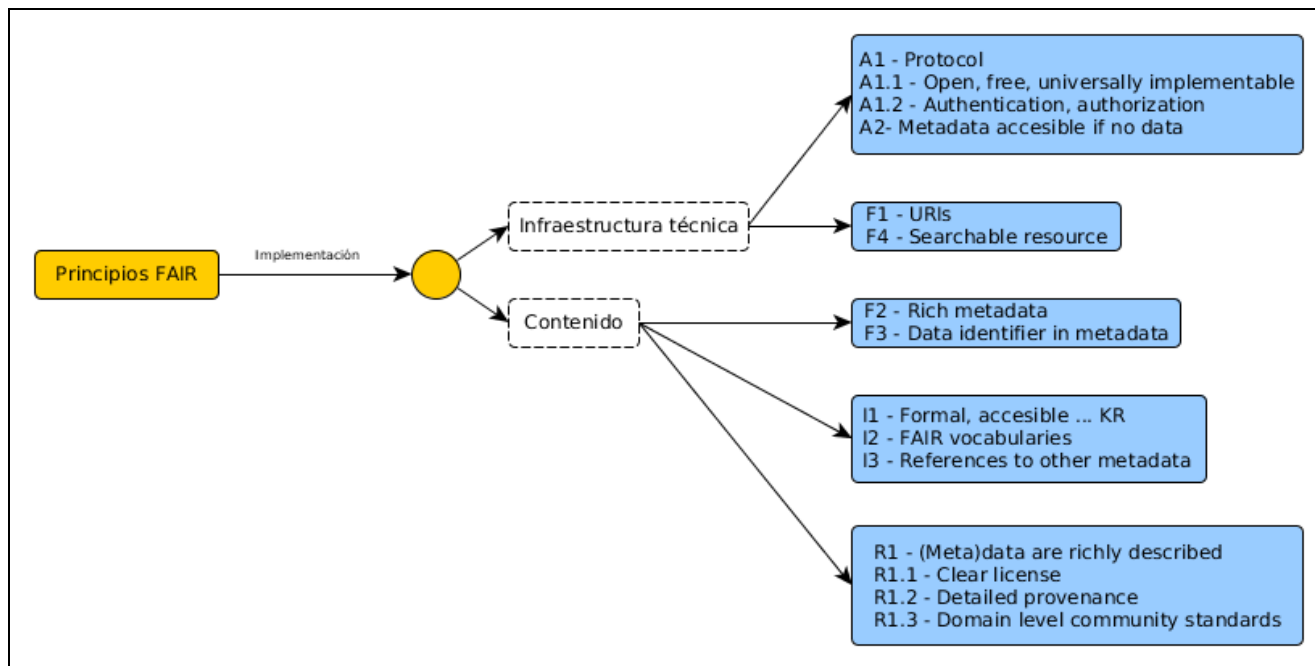 Principios FAIR
Implementación
Infraestructura técnica
Contenido
A1 - Protocol
A1.1 - Open, free, universally implementable
A1.2 - Authentication, authorization
A2- Metadata accesible if no data
F1 - URIs
F4 - Searchable resource
F2 - Rich metadata
F3 - Data identifier in metadata
I1 - Formal, accesible ... KR
I2 - FAIR vocabularies
I3 - References to other metadata
R1 - (Meta)data are richly described
R1.1 - Clear license
R1.2 - Detailed provenance
R1.3 - Domain level community standards